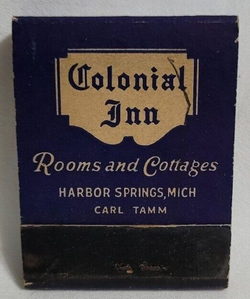 Colonial
Inn
Rooms and Cottages
HARBOR SPRINGS, MICH
CARL TAMM